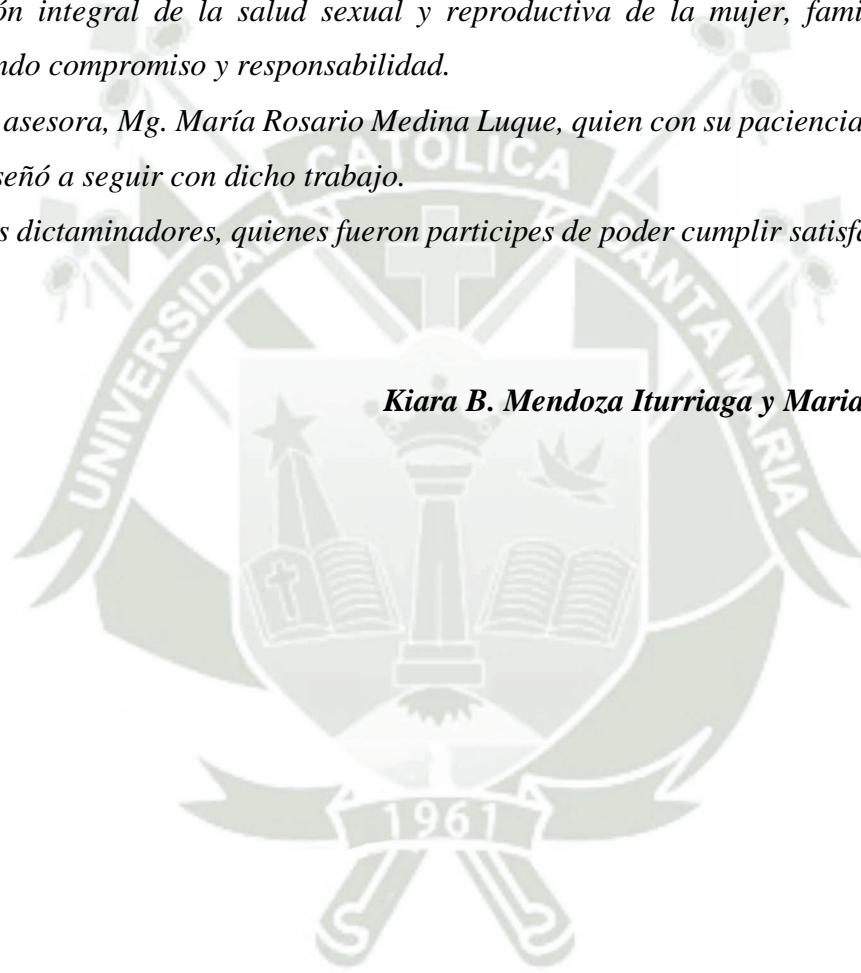 ón integral de la salud sexual y reproductiva de la mujer, fami
ndo compromiso y responsabilidad.
asesora, Mg. María Rosario Medina Luque, quien con su paciencia
señó a seguir con dicho trabajo.
s dictaminadores, quienes fueron participes de poder cumplir satisf
Kiara B. Mendoza Iturriaga y Maria
UNIVERSIDAD CATOLICA SANTA MARIA
1961